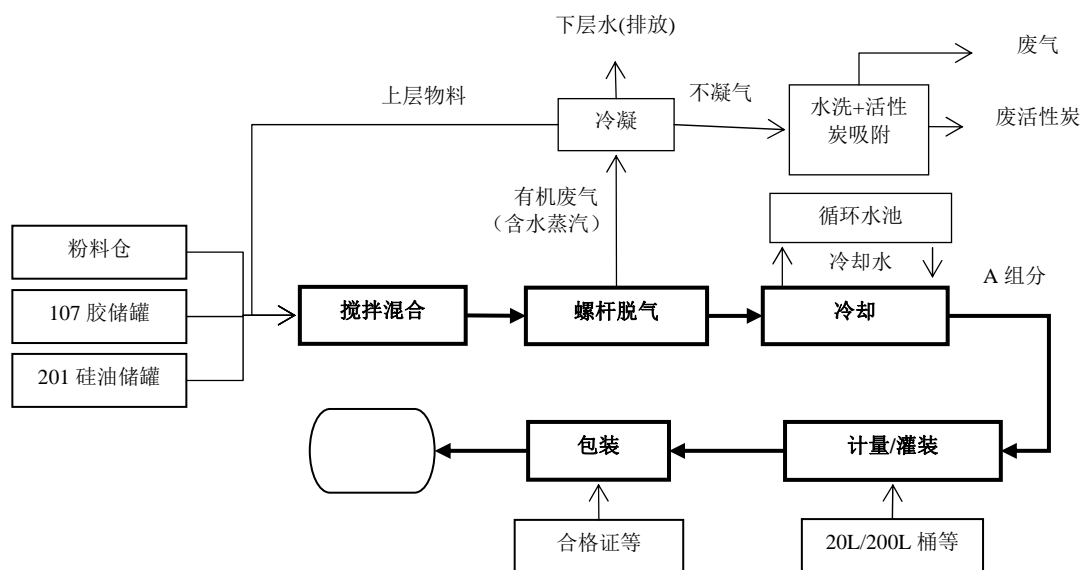 下层水(排放)
废气
上层物料
不凝气
冷凝
水洗+活性
炭吸附
废活性炭
有机废气
（含水蒸汽）
循环水池
冷却水
粉料仓
A 组分
107 胶储罐
搅拌混合
螺杆脱气
冷却
201 硅油储罐
包装
计量/灌装
合格证等
20L/200L 桶等